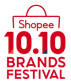 Shopee
10.10
BRANDS
FESTIVAL